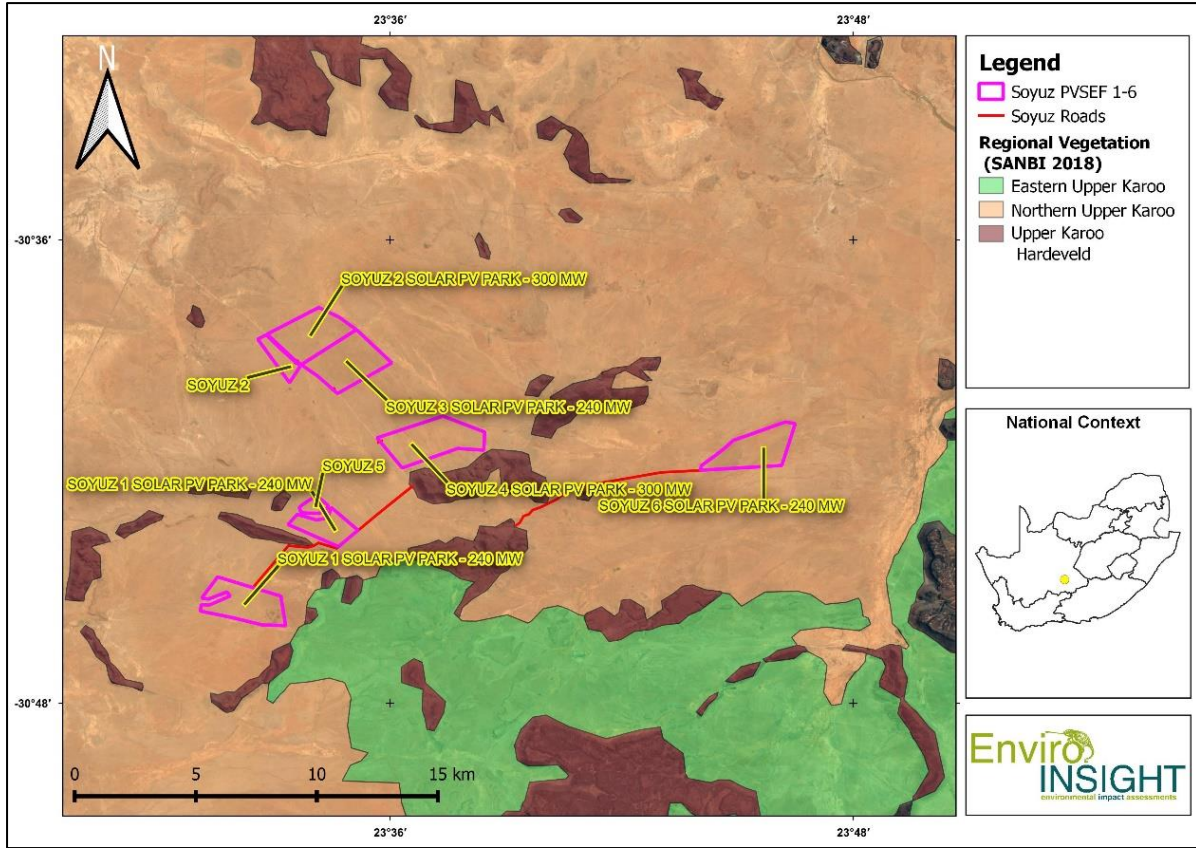 23°36'
23°48'
N
-30°36'
-30°48'
SOYUZ 2 SOLAR PV PARK - 300 MW
SOYUZ 2
SOYUZ 3 SOLAR PV PARK - 240 MW
SOYUZ 5
SOYUZ 1 SOLAR PV PARK - 240 MW
SOYUZ 4 SOLAR PV PARK - 300 MW
SOYUZ 6 SOLAR PV PARK - 240 MW
SOYUZ 1 SOLAR PV PARK - 240 MW
0 5 10 15 km
23°36'
23°48'
Legend
Soyuz PVSEF 1-6
Soyuz Roads
Regional Vegetation
(SANBI 2018)
Eastern Upper Karoo
Northern Upper Karoo
Upper Karoo
Hardeveld
National Context
Enviro
INSIGHT
environmental impact assessments